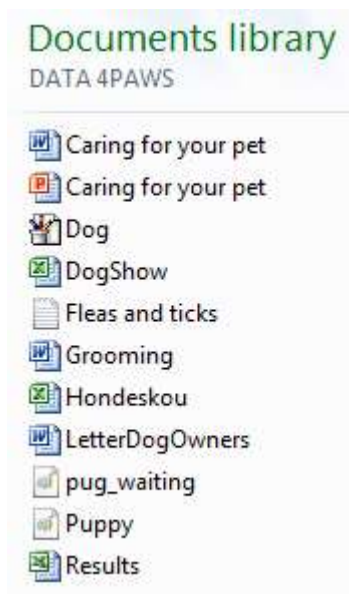 Documents library
DATA 4PAWS
Caring for your pet
Caring for your pet
Dog
DogShow
Fleas and ticks
Grooming
Hondeskou
LetterDogOwners
pug_waiting
Puppy
Results